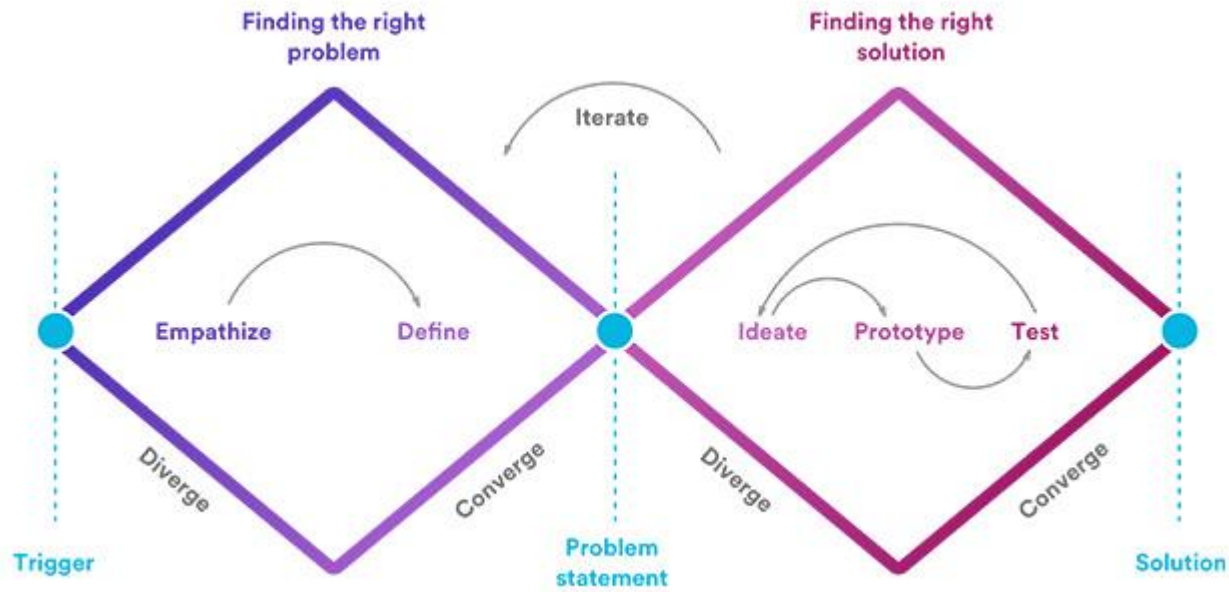 Finding the right
problem
Finding the right
solution
Iterate
Empathize
Define
Ideate
Prototype
Test
Diverge
Converge
Diverge
Converge
Trigger
Problem
statement
Solution